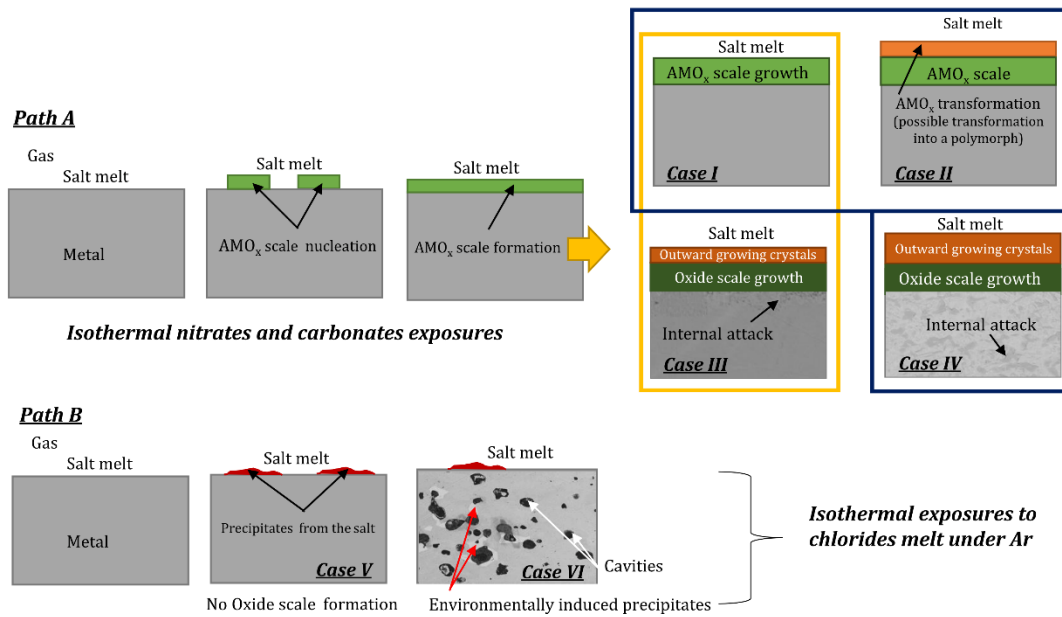 Path A
Gas
Salt melt
Metal
Salt melt
AMOx scale nucleation
Salt melt
AMOx scale formation
Isothermal nitrates and carbonates exposures
Salt melt
AMOx scale growth
Case I
Salt melt
AMOx scale
AMOx transformation
(possible transformation
into a polymorph)
Case II
Salt melt
Outward growing crystals
Oxide scale growth
Internal attack
Case III
Salt melt
Outward growing crystals
Oxide scale growth
Internal attack
Case IV
Path B
Gas
Salt melt
Metal
Salt melt
Precipitates from the salt
Case V
No Oxide scale formation
Salt melt
Cavities
Case VI
Environmentally induced precipitates
Isothermal exposures to
chlorides melt under Ar